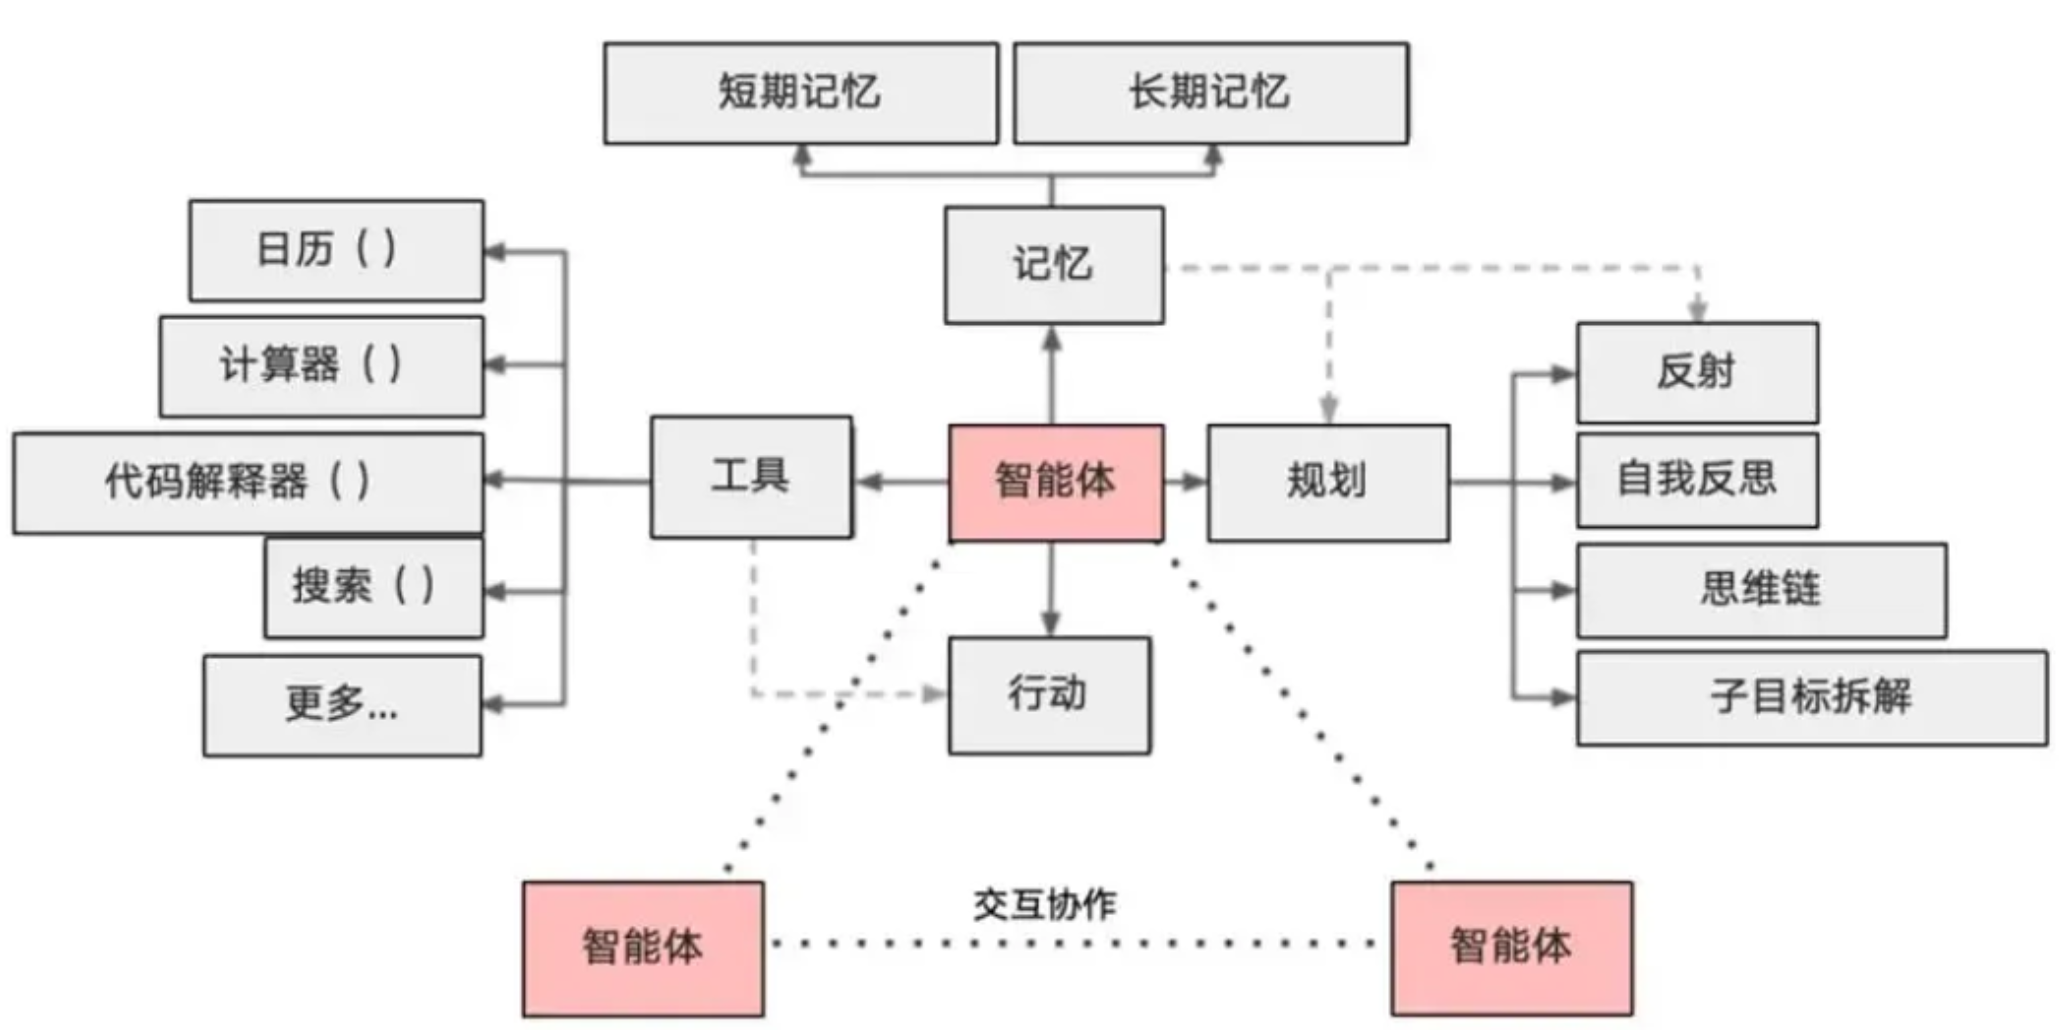 短期记忆
长期记忆
日历（）
记忆
计算器（）
反射
工具
智能体
规划
代码解释器（）
自我反思
搜索（）
思维链
更多...
行动
子目标拆解
交互协作
智能体
智能体